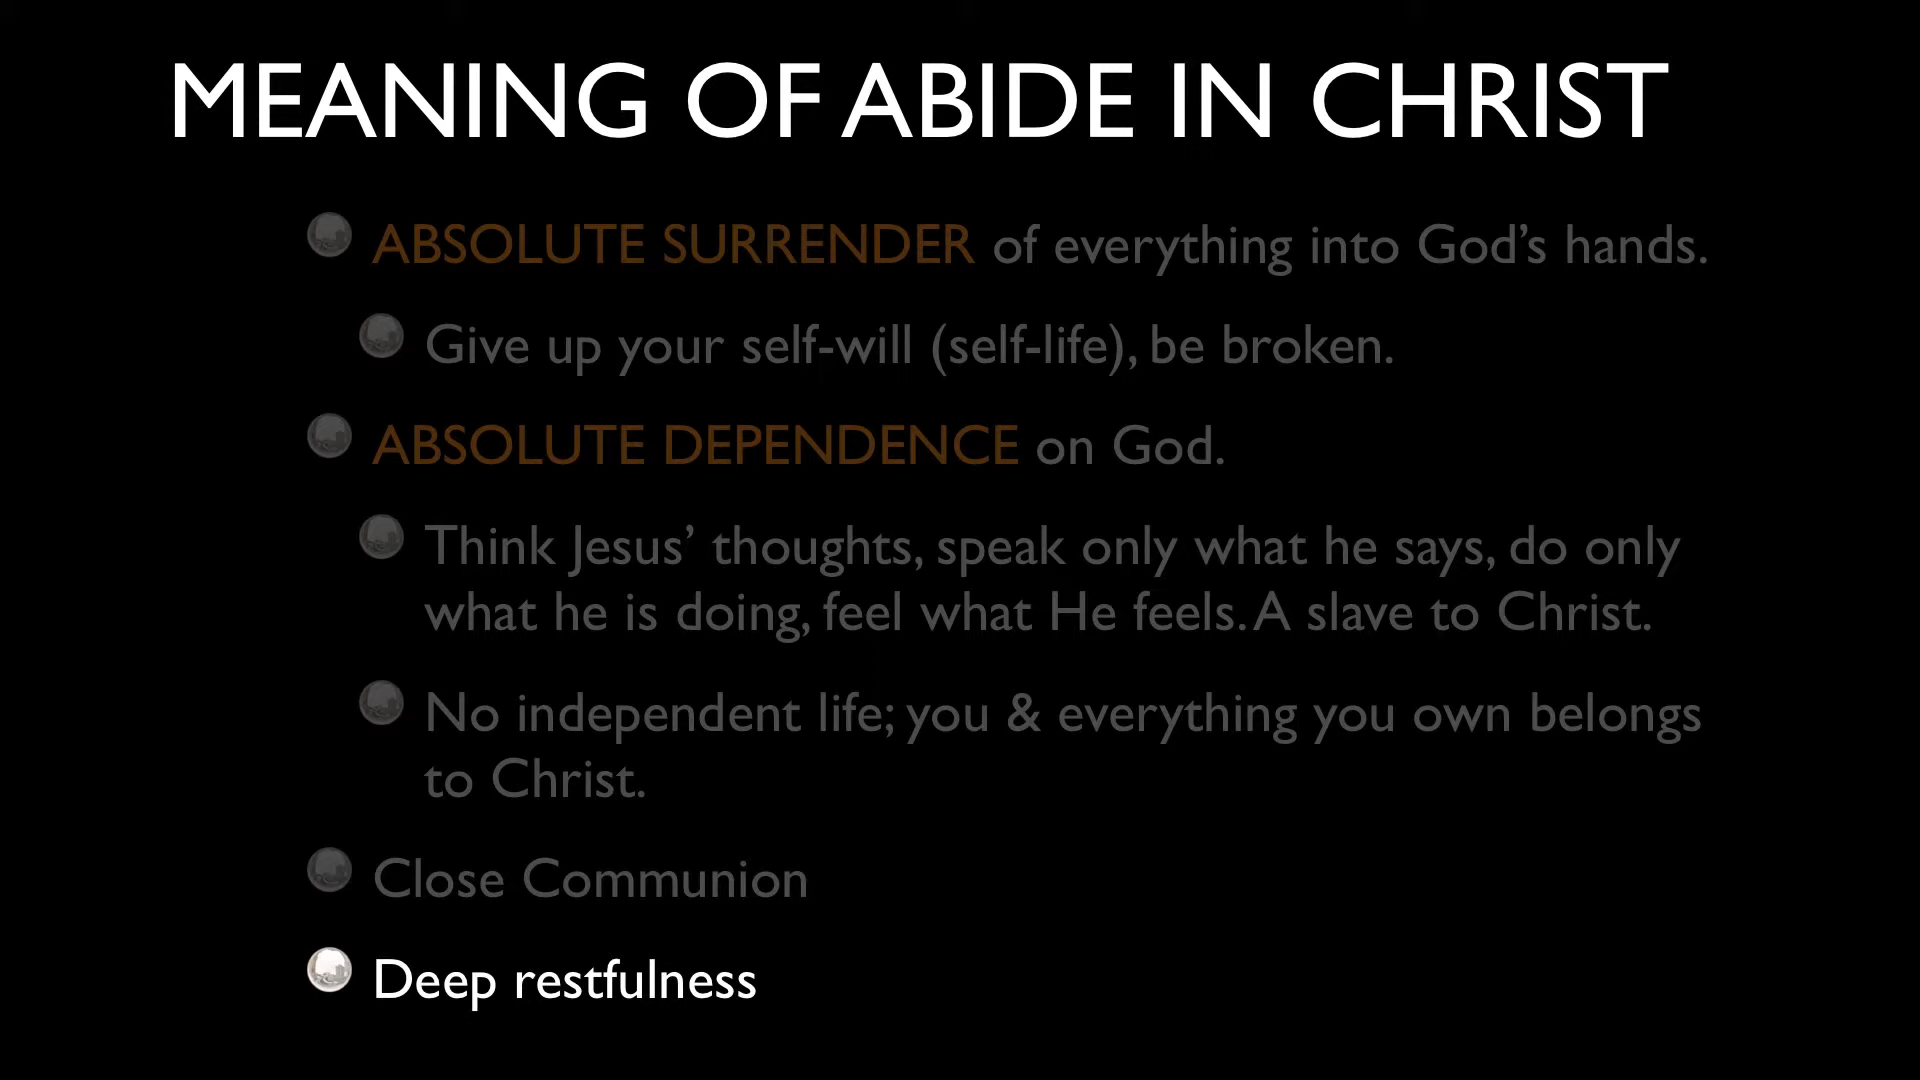 MEANING OF ABIDE IN CHRIST
ABSOLUTE SURRENDER of everything into God’s hands.
Give up your self-will (self-life), be broken.
ABSOLUTE DEPENDENCE on God.
Think Jesus’ thoughts, speak only what he says, do only
what he is doing, feel what He feels. A slave to Christ.
No independent life; you & everything you own belongs
to Christ.
Close Communion
Deep restfulness